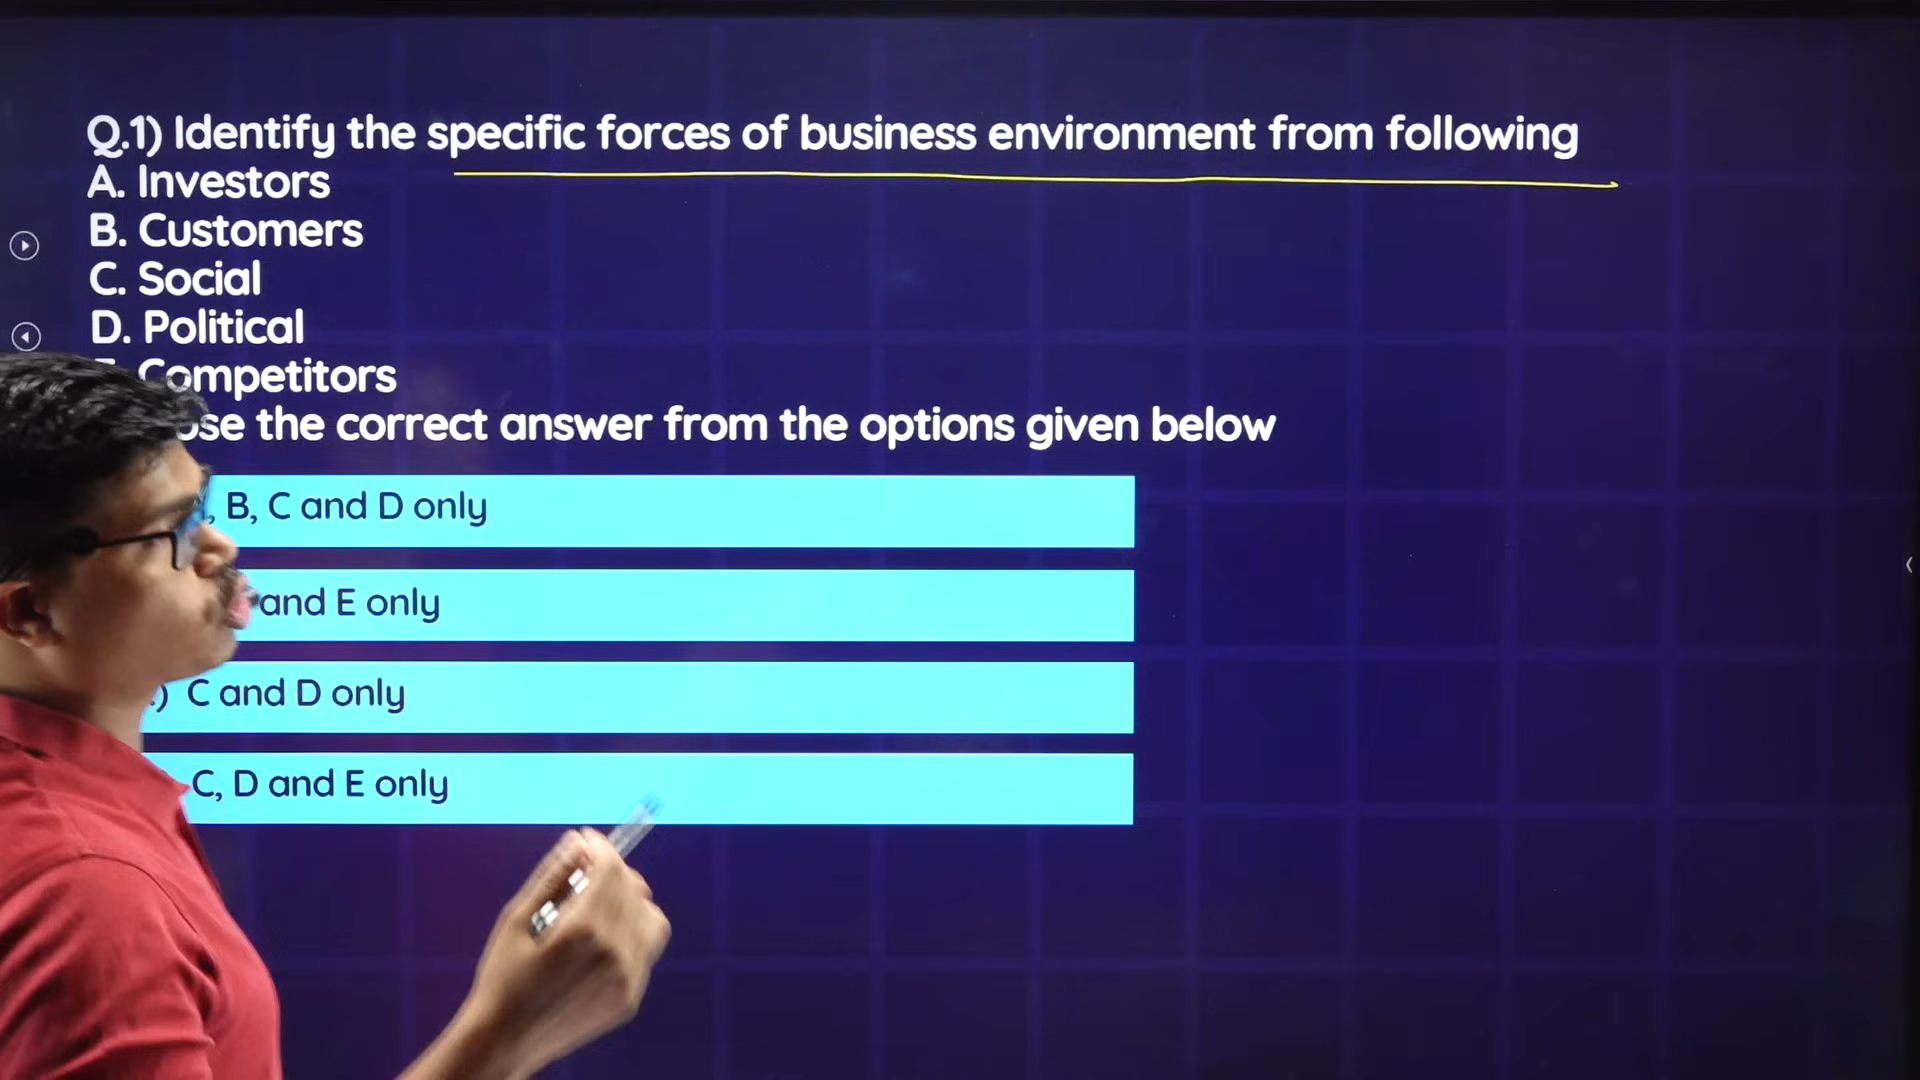 Q.1) Identify the specific forces of business environment from following
A. Investors
B. Customers
C. Social
D. Political
Competitors
the correct answer from the options given below
B, C and D only
and E only
C and D only
C, D and E only